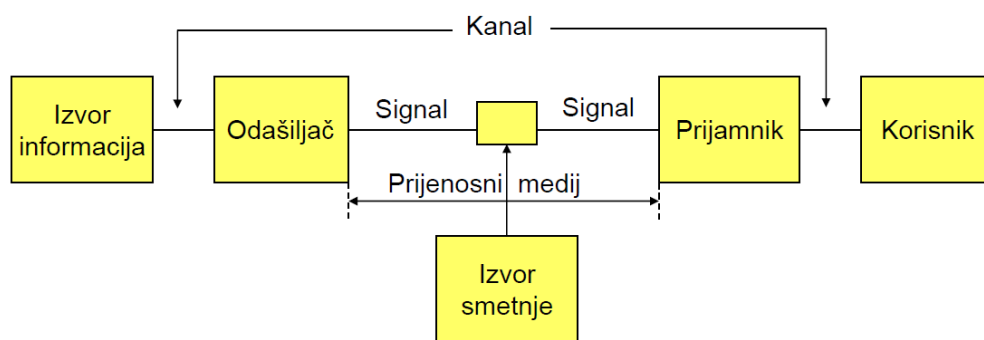 Kanal
Izvor
informacija
Odašiljač
Signal
Signal
Prijamnik
Korisnik
Prijenosni medij
Izvor
smetnje